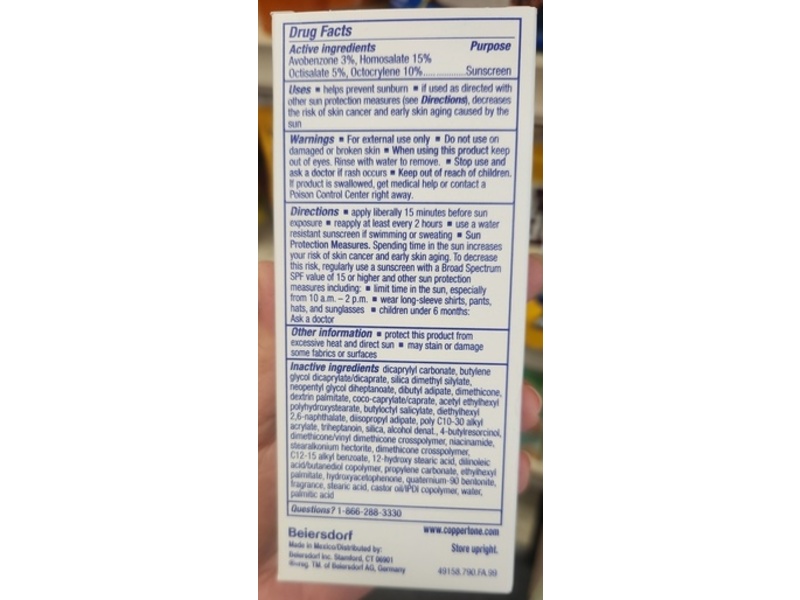 Drug Facts
Active ingredients Purpose
Avobenzone 3%, Homosalate 15%
Octisalate 5%, Octocrylene 10%..............Sunscreen
Uses ▪ helps prevent sunburn ▪ if used as directed with
other sun protection measures (see Directions), decreases
the risk of skin cancer and early skin aging caused by the
sun
Warnings ▪ For external use only ▪ Do not use on
damaged or broken skin ▪ When using this product keep
out of eyes. Rinse with water to remove. ▪ Stop use and
ask a doctor if rash occurs ▪ Keep out of reach of children.
If product is swallowed, get medical help or contact a
Poison Control Center right away.
Directions ▪ apply liberally 15 minutes before sun
exposure ▪ reapply at least every 2 hours ▪ use a water
resistant sunscreen if swimming or sweating ▪ Sun
Protection Measures. Spending time in the sun increases
your risk of skin cancer and early skin aging. To decrease
this risk, regularly use a sunscreen with a Broad Spectrum
SPF value of 15 or higher and other sun protection
measures including: ▪ limit time in the sun, especially
from 10 a.m. – 2 p.m. ▪ wear long-sleeve shirts, pants,
hats, and sunglasses ▪ children under 6 months:
Ask a doctor
Other information ▪ protect this product from
excessive heat and direct sun ▪ may stain or damage
some fabrics or surfaces
Inactive ingredients dicaprylyl carbonate, butylene
glycol dicaprylate/dicaprate, silica dimethyl silylate,
neopentyl glycol diheptanoate, dibutyl adipate, dimethicone,
dextrin palmitate, coco-caprylate/caprate, acetyl ethylhexyl
polyhydroxystearate, butyloctyl salicylate, diethylhexyl
2,6-naphthalate, diisopropyl adipate, poly C10-30 alkyl
acrylate, triheptanoin, silica, alcohol denat., 4-butylresorcinol,
dimethicone/vinyl dimethicone crosspolymer, niacinamide,
stearalkonium hectorite, dimethicone crosspolymer,
C12-15 alkyl benzoate, 12-hydroxy stearic acid, dilinoleic
acid/butanediol copolymer, propylene carbonate, ethylhexyl
palmitate, hydroxyacetophenone, quaternium-90 bentonite,
fragrance, stearic acid, castor oil/IPDI copolymer, water,
palmitic acid
Questions? 1-866-288-3330
Beiersdorf www.coppertone.com
Made in Mexico/Distributed by: Store upright.
Beiersdorf Inc. Stamford, CT 06901
®=reg. TM. of Beiersdorf AG, Germany 49158.790.FA.99